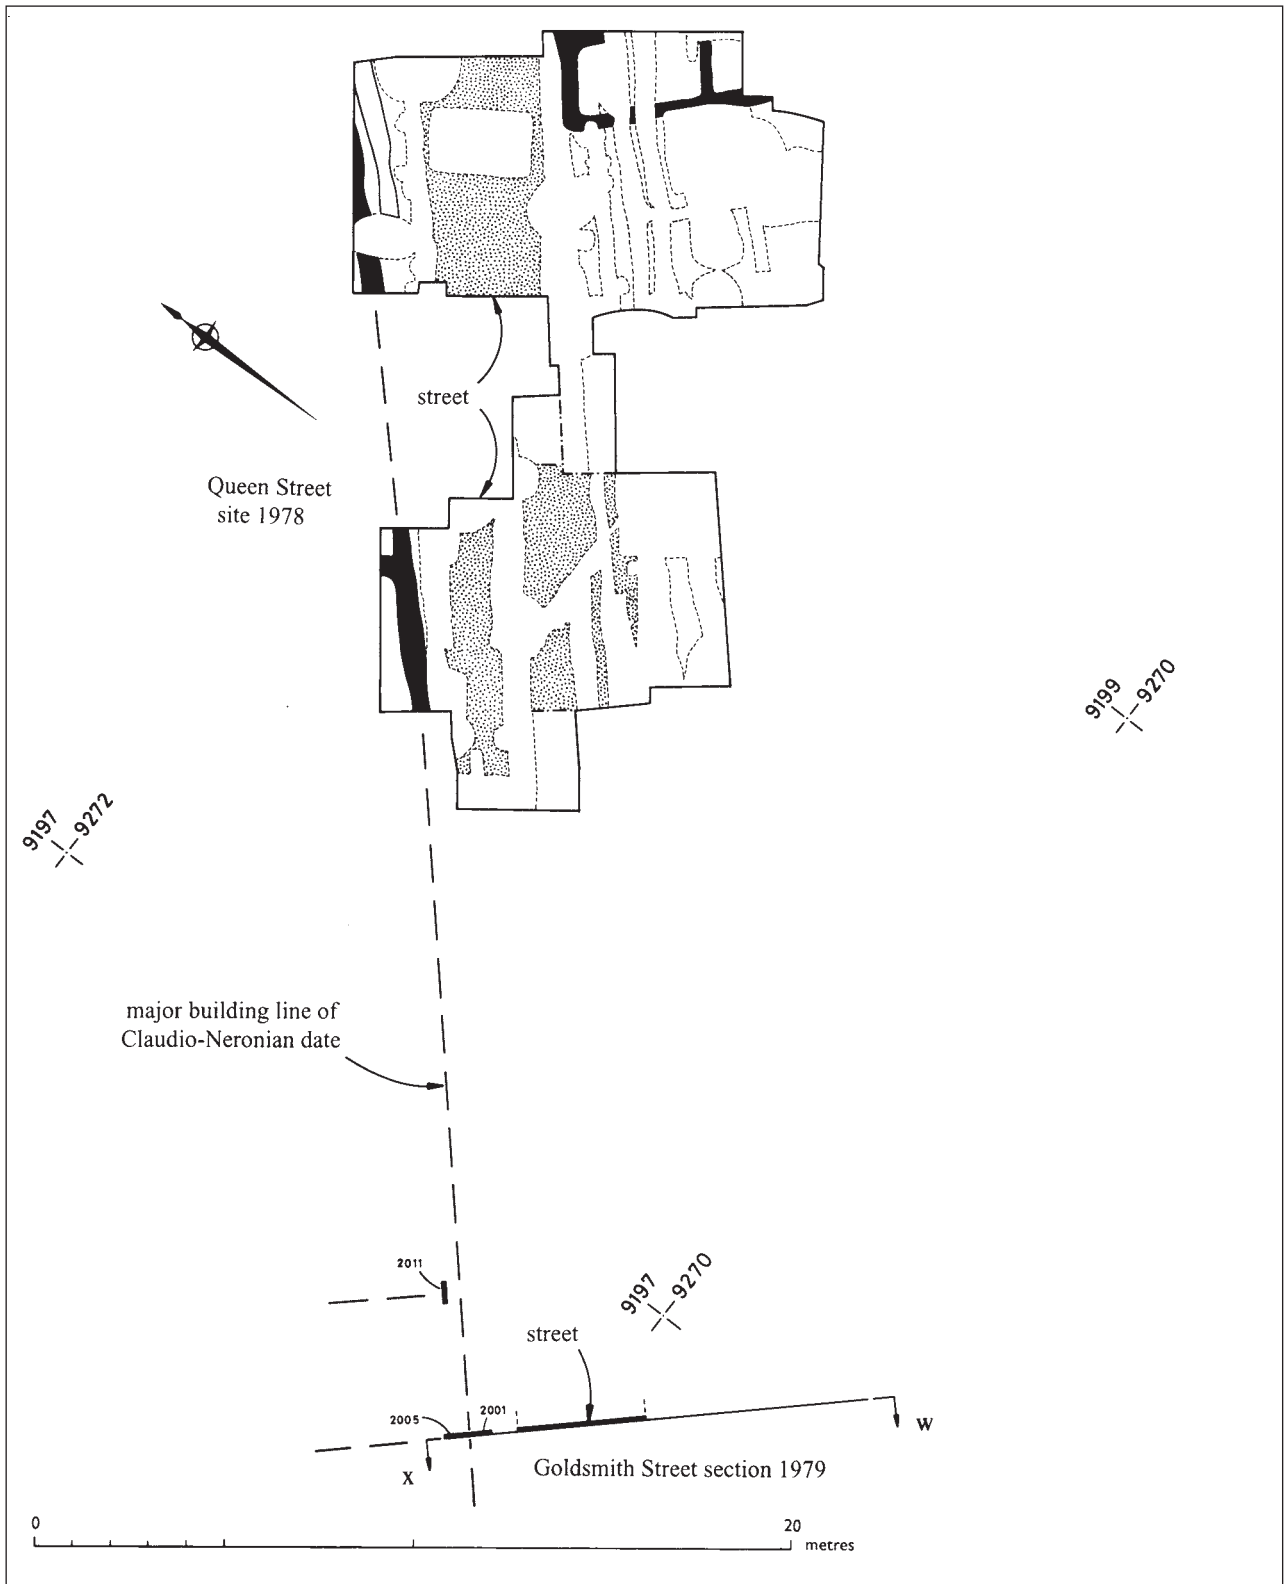 street
Queen Street
site 1978
9199
9270
9197
9272
major building line of
Claudio-Neronian date
2011
9197
9270
street
2005
2001
W
X
Goldsmith Street section 1979
0
20
metres